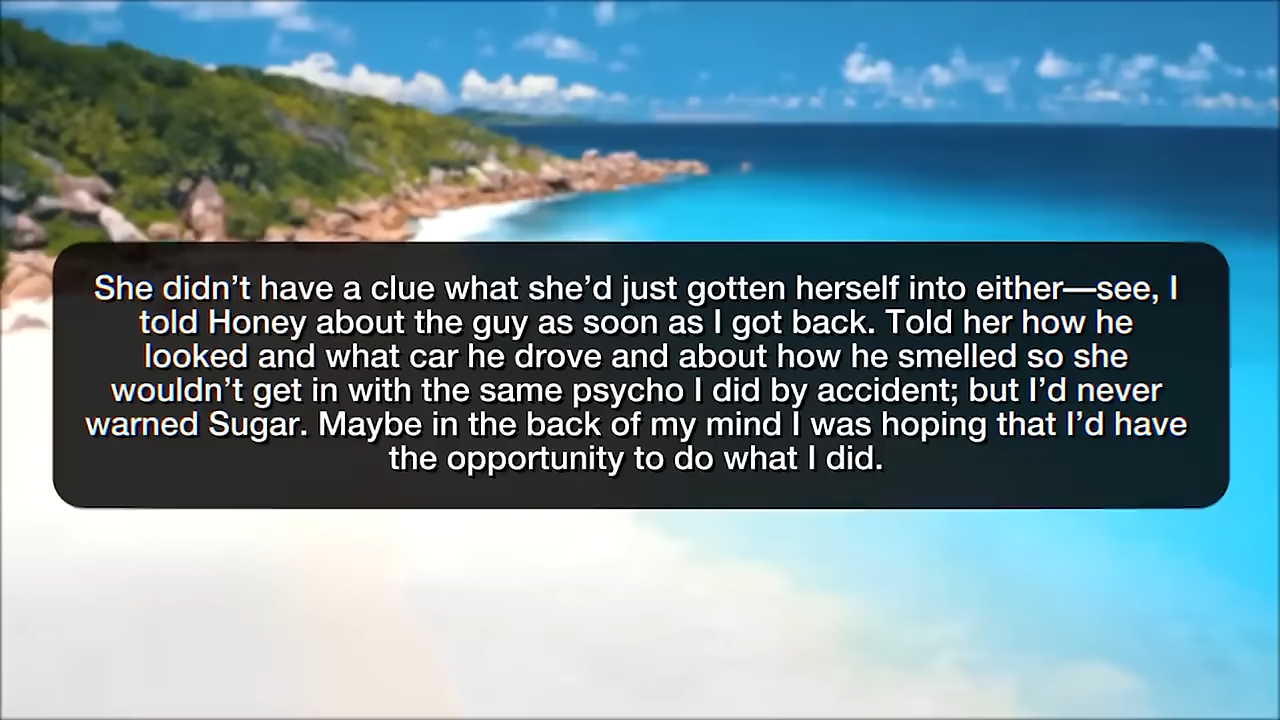 She didn’t have a clue what she’d just gotten herself into either—see, I
told Honey about the guy as soon as I got back. Told her how he
looked and what car he drove and about how he smelled so she
wouldn’t get in with the same psycho I did by accident; but I’d never
warned Sugar. Maybe in the back of my mind I was hoping that I’d have
the opportunity to do what I did.